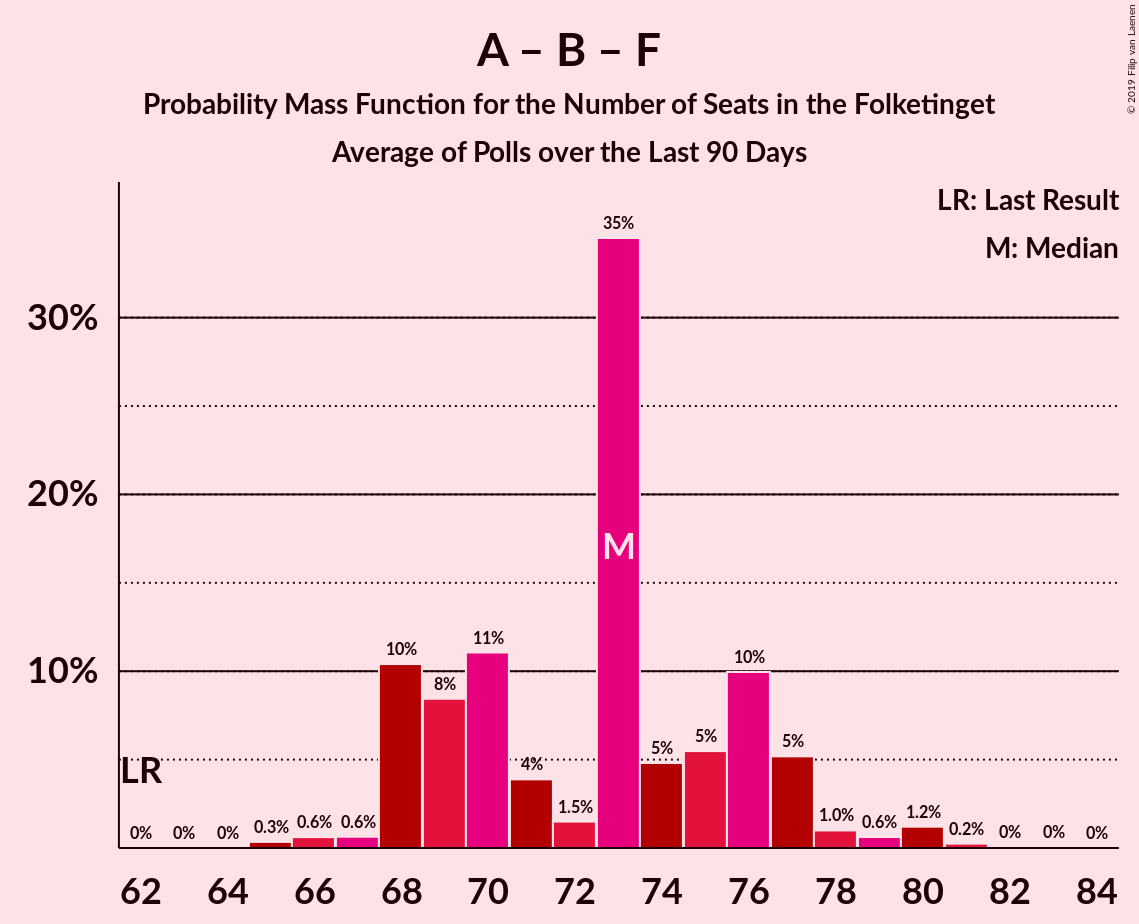 A – B – F
Probability Mass Function for the Number of Seats in the Folketinget
Average of Polls over the Last 90 Days
© 2019 Filip van Laenen
LR: Last Result
M: Median
30%
20%
10%
LR
M
0% 0% 0% 0.3% 0.6% 0.6% 10% 8% 11% 4% 1.5% 35% 5% 5% 10% 5% 1.0% 0.6% 1.2% 0.2% 0% 0% 0%
62 64 66 68 70 72 74 76 78 80 82 84